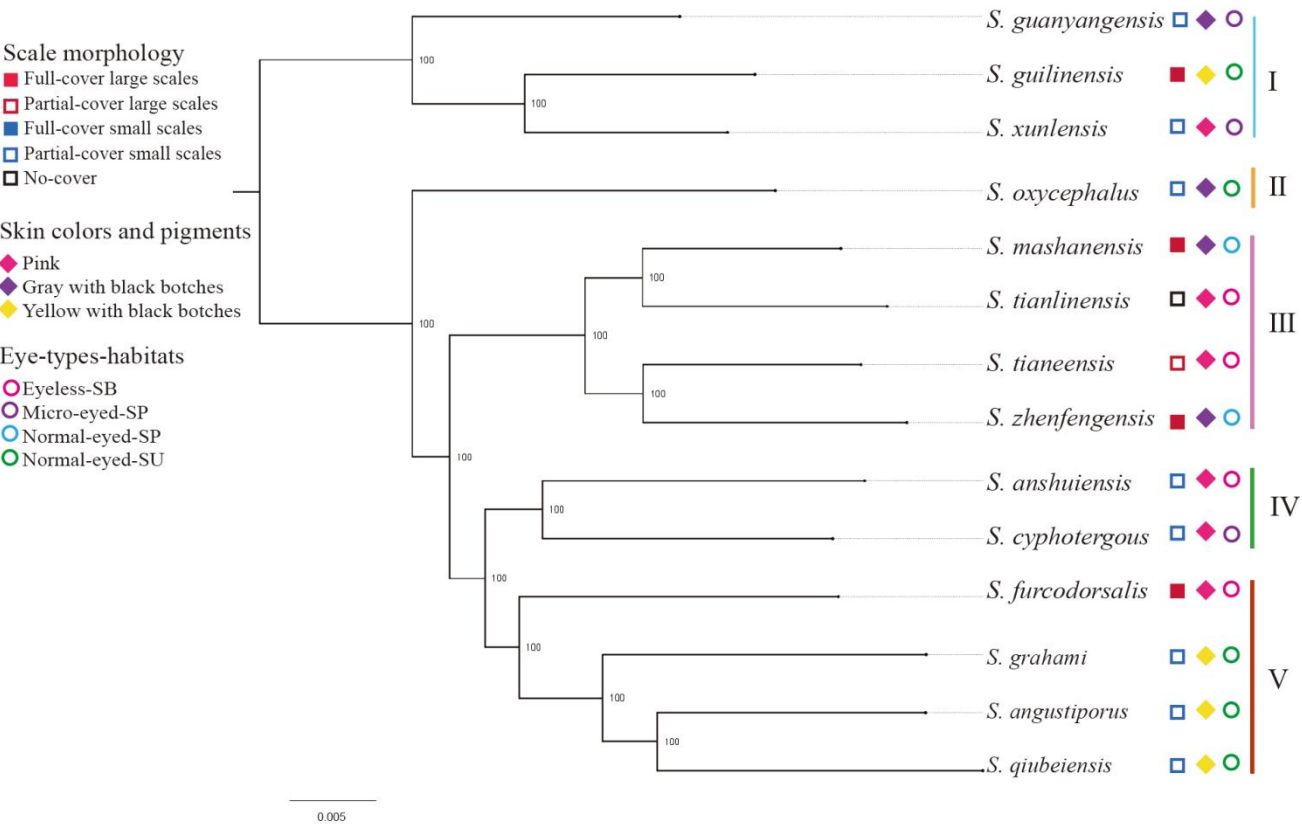 Scale morphology
Full-cover large scales
Partial-cover large scales
Full-cover small scales
Partial-cover small scales
No-cover
Skin colors and pigments
Pink
Gray with black botches
Yellow with black botches
Eye-types-habitats
Eyeless-SB
Micro-eyed-SP
Normal-eyed-SP
Normal-eyed-SU
S. guanyangensis
S. guilinensis
S. xunlensis
I
S. oxycephalus
II
S. mashanensis
S. tianlinensis
S. tianeensis
S. zhenfengensis
III
S. anshuiensis
S. cyphotergous
IV
S. furcodorsalis
S. grahami
S. angustiporus
S. qiubeiensis
V
100
100
100
100
100
100
100
100
100
100
100
100
0.005